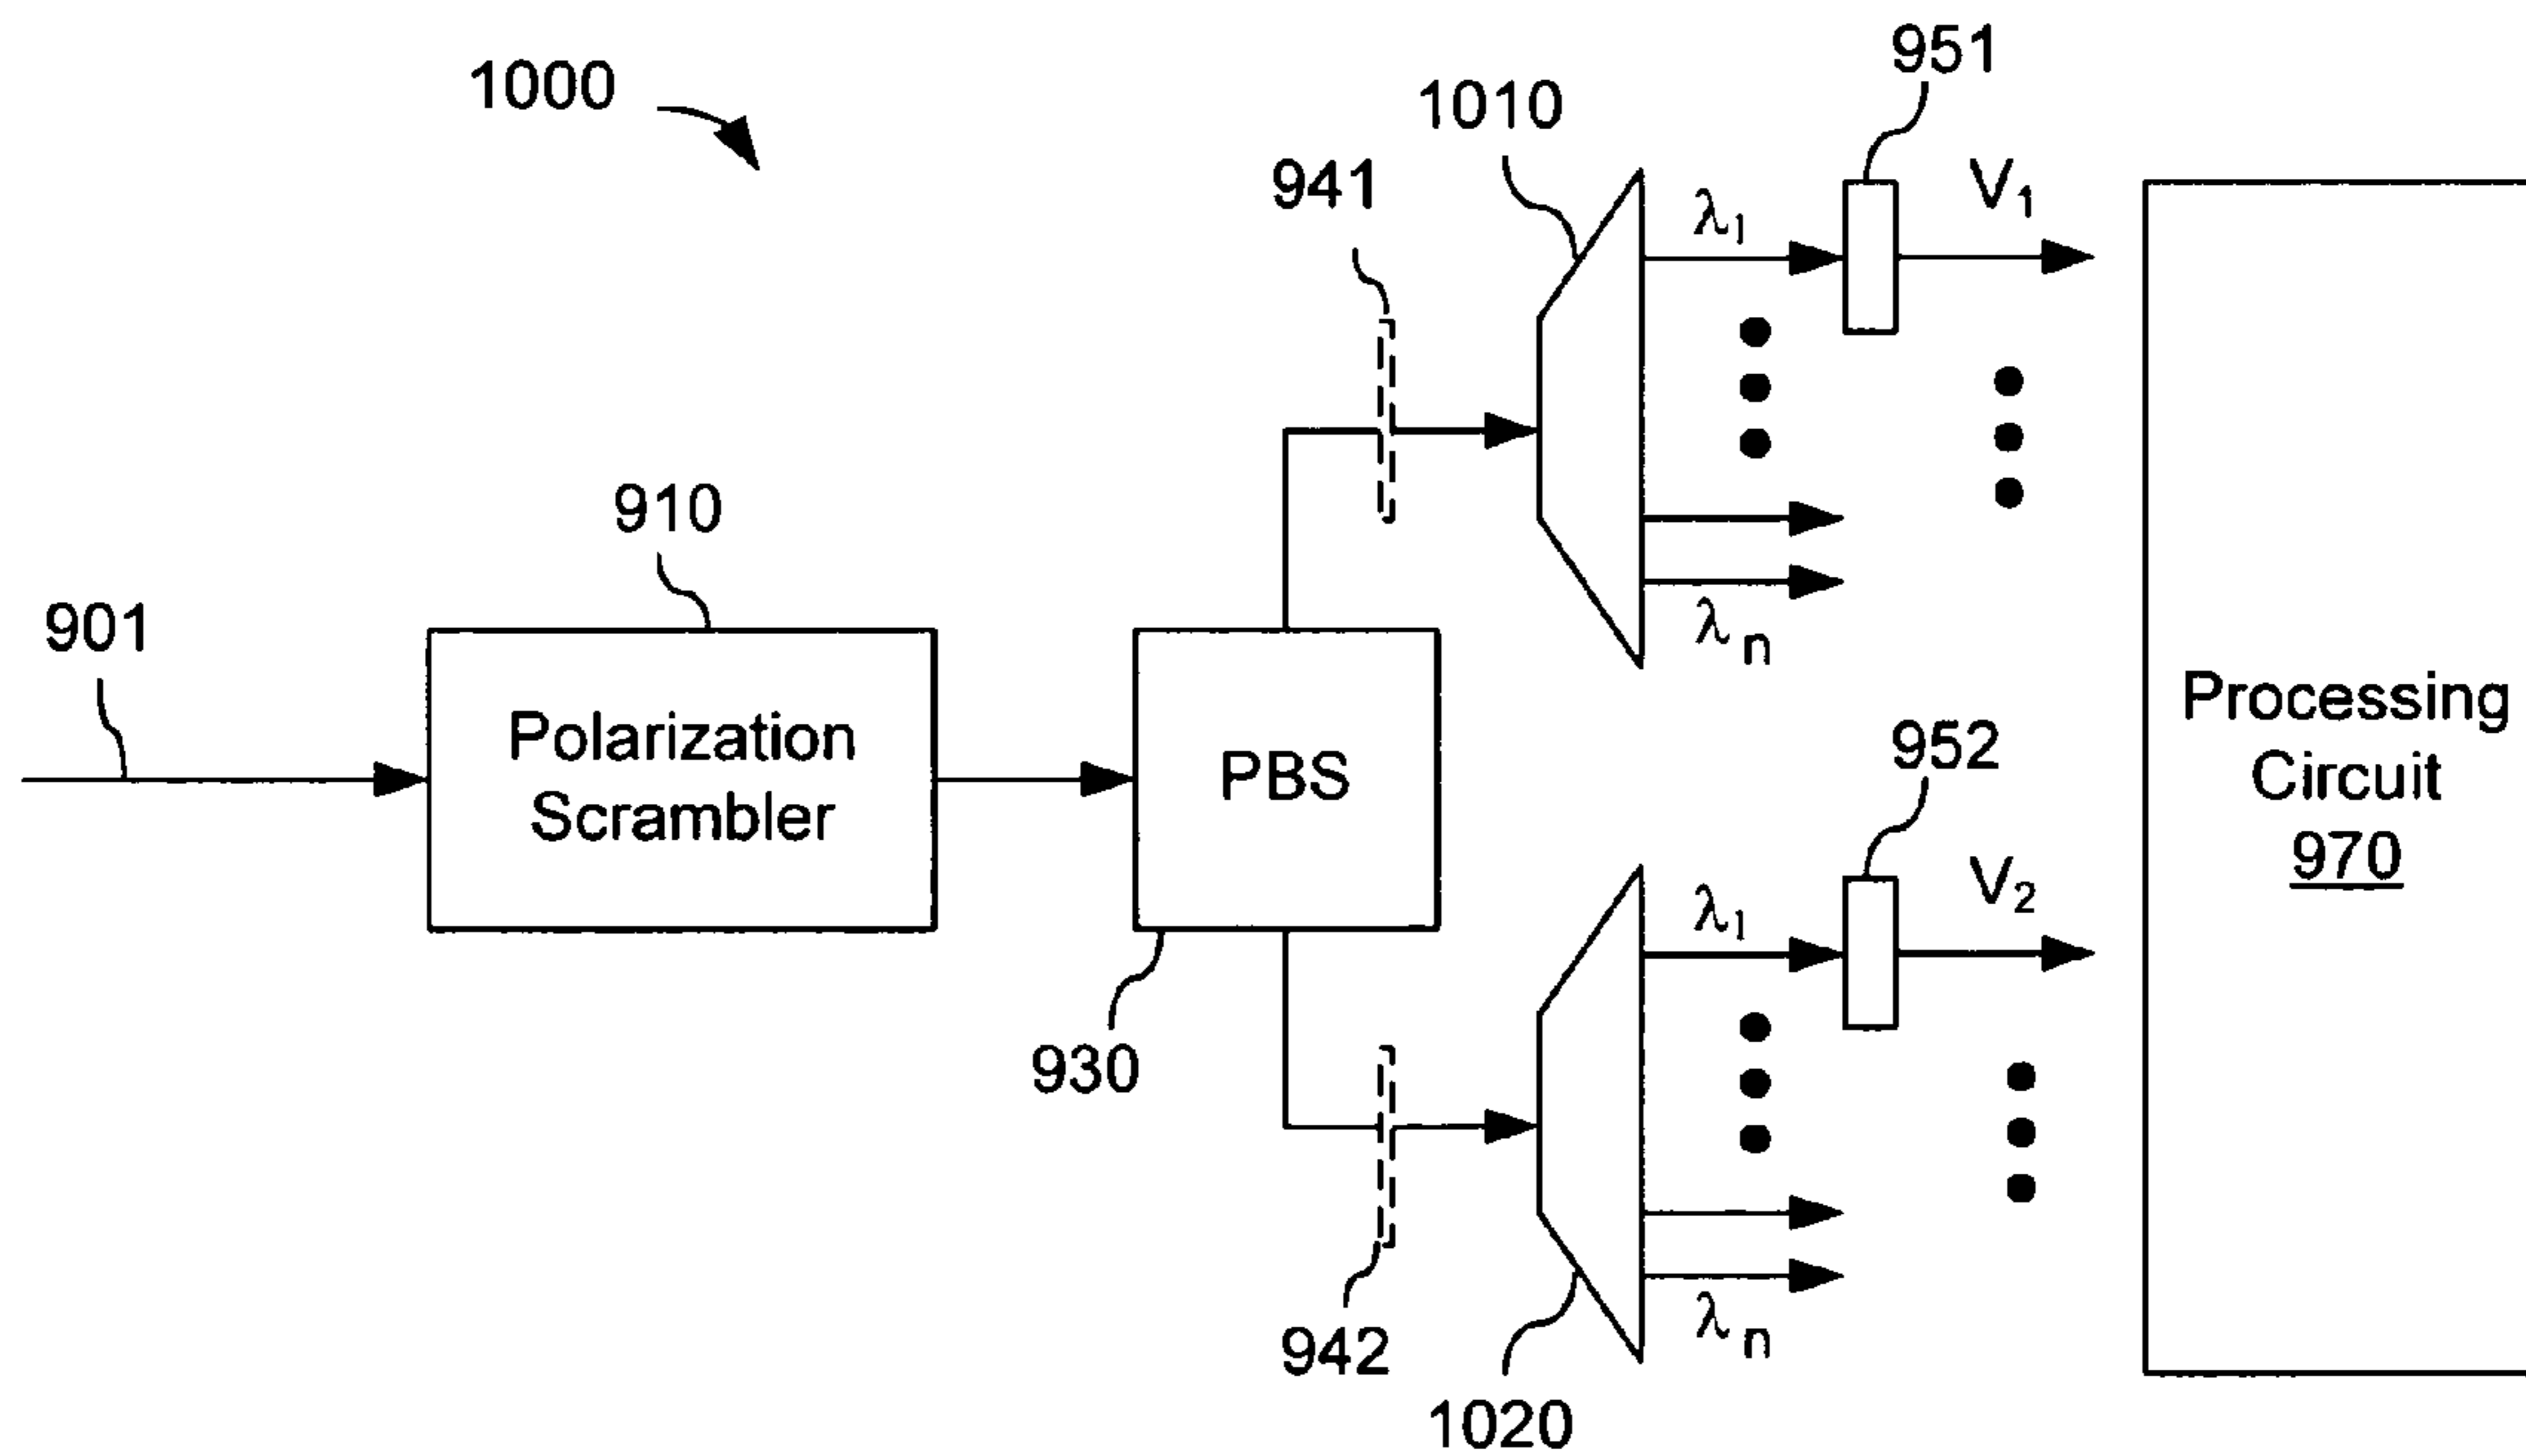 1000
951
1010
V₁
941
λ₁
910
901
λn
Polarization
Scrambler
PBS
Processing
Circuit
970
952
930
λ₁
V₂
942
λn
1020